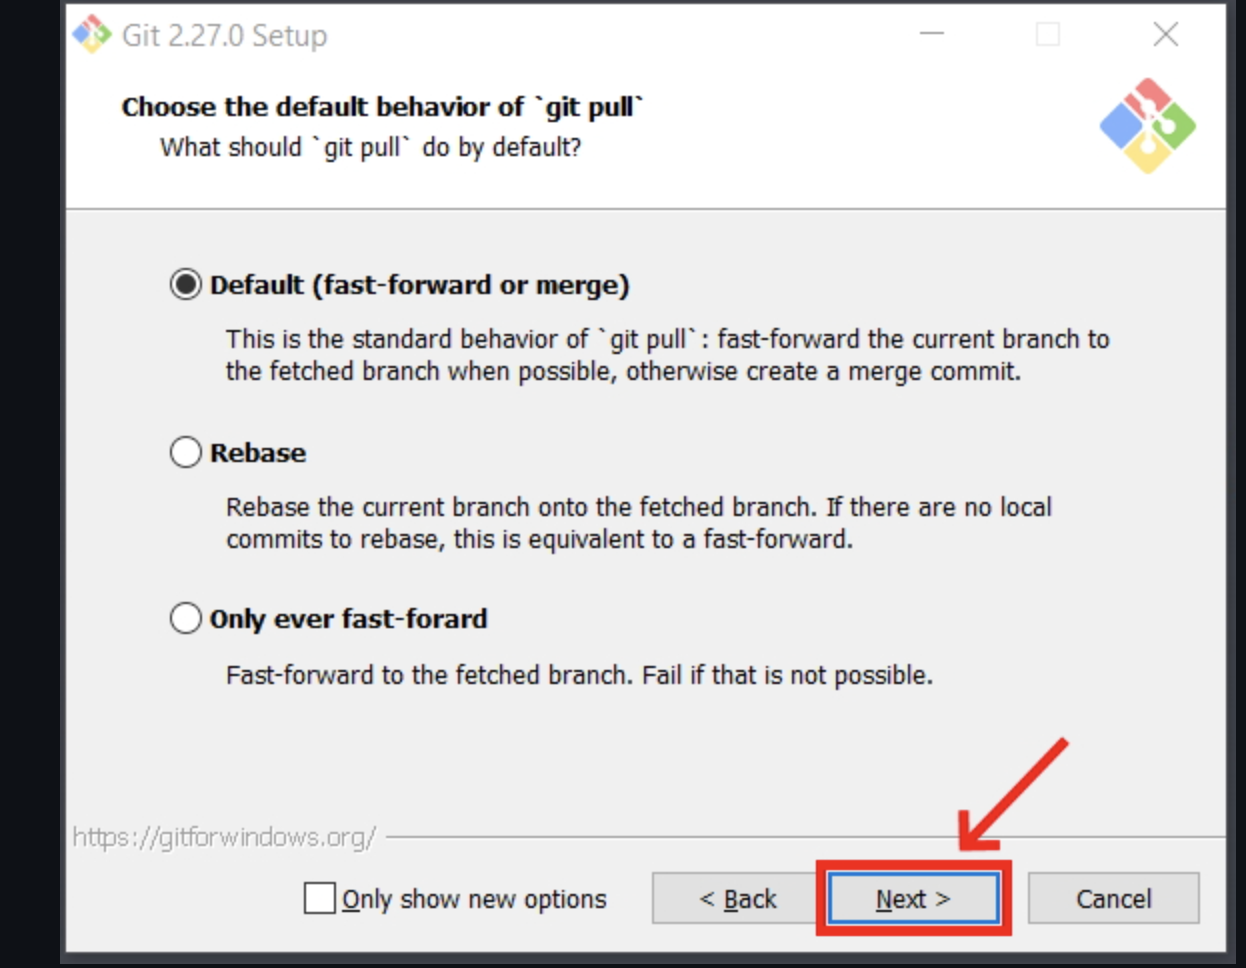 Git 2.27.0 Setup
Choose the default behavior of `git pull`
What should `git pull` do by default?
Default (fast-forward or merge)
This is the standard behavior of `git pull`: fast-forward the current branch to
the fetched branch when possible, otherwise create a merge commit.
Rebase
Rebase the current branch onto the fetched branch. If there are no local
commits to rebase, this is equivalent to a fast-forward.
Only ever fast-forard
Fast-forward to the fetched branch. Fail if that is not possible.
https://gitforwindows.org/
Only show new options
< Back
Next >
Cancel